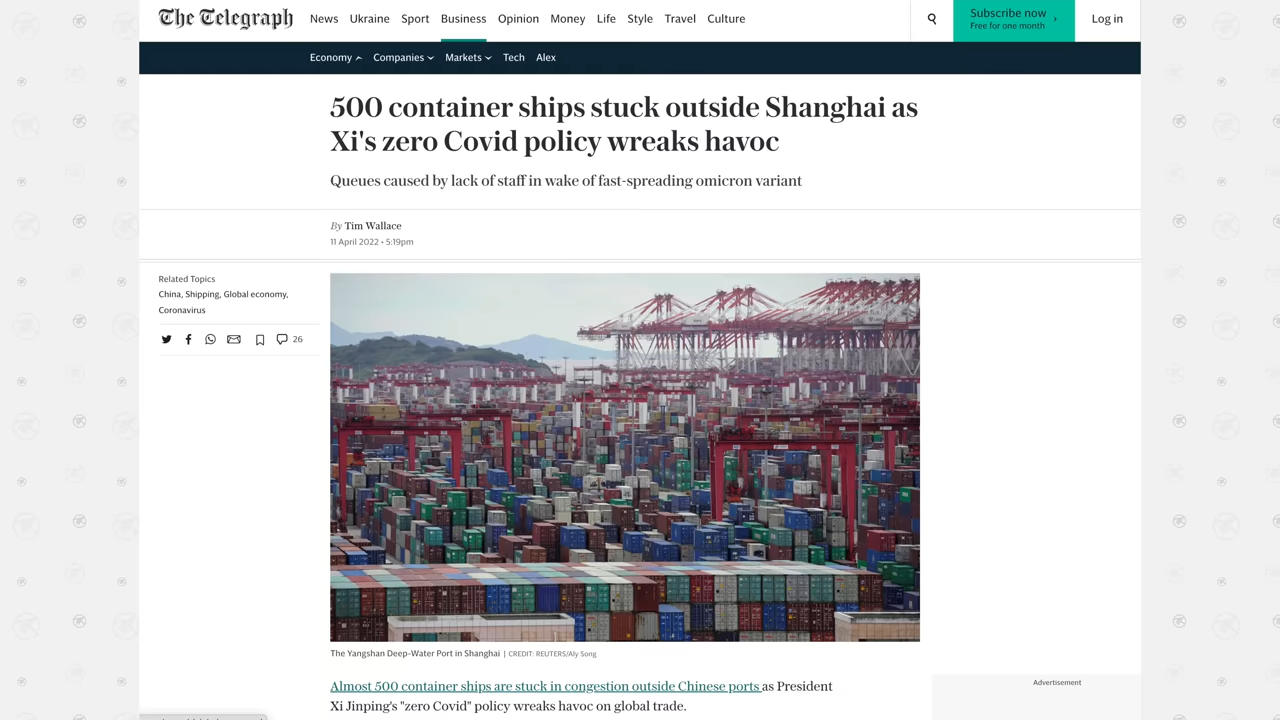 The Telegraph News Ukraine Sport Business Opinion Money Life Style Travel Culture Subscribe now Free for one month Log in
Economy Companies Markets Tech Alex
500 container ships stuck outside Shanghai as
Xi's zero Covid policy wreaks havoc
Queues caused by lack of staff in wake of fast-spreading omicron variant
By Tim Wallace
11 April 2022 • 5:19pm
Related Topics
China, Shipping, Global economy,
Coronavirus
26
The Yangshan Deep-Water Port in Shanghai | CREDIT: REUTERS/Aly Song
Almost 500 container ships are stuck in congestion outside Chinese ports as President
Xi Jinping's "zero Covid" policy wreaks havoc on global trade.
Advertisement